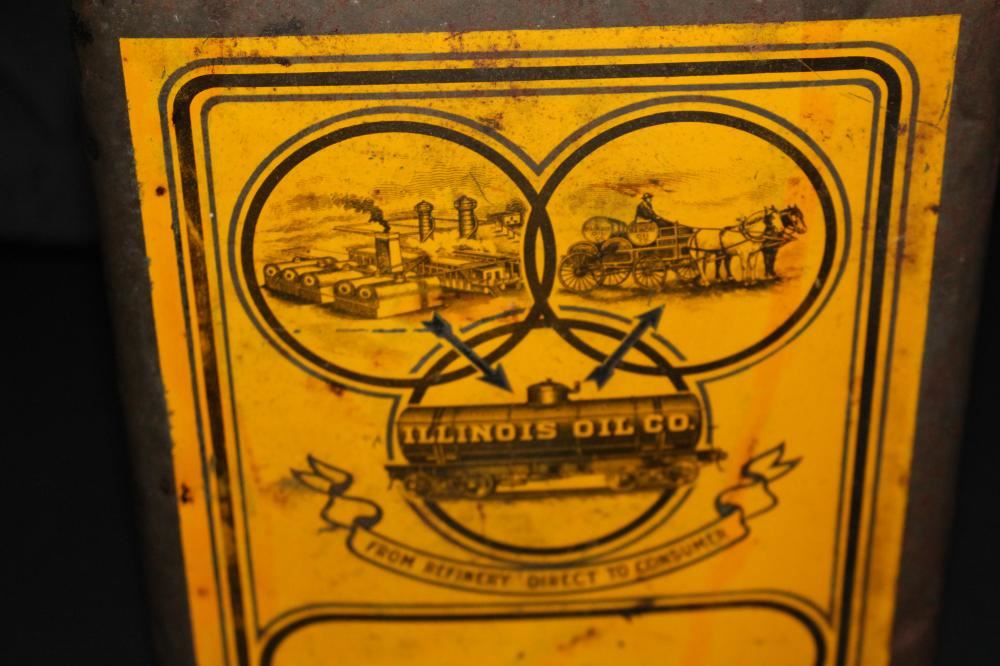 ILLINOIS OIL CO.
FROM REFINERY DIRECT TO CONSUMER